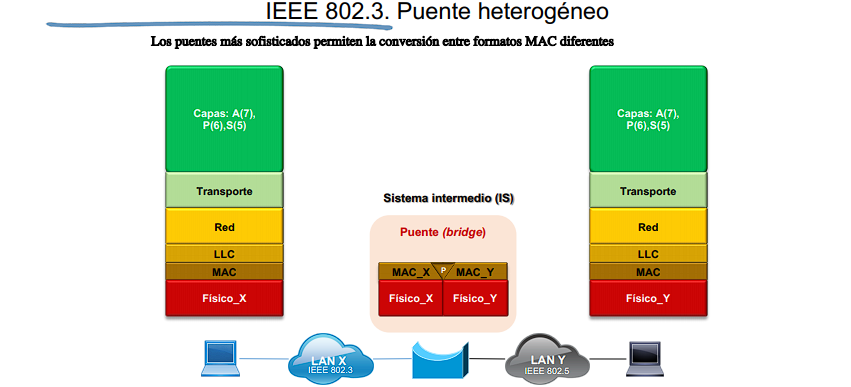 IEEE 802.3. Puente heterogéneo
Los puentes más sofisticados permiten la conversión entre formatos MAC diferentes
Capas: A(7),
P(6),S(5)
Transporte
Red
LLC
MAC
Físico_X
Sistema intermedio (IS)
Puente (bridge)
MAC_X
P
MAC_Y
Físico_X
Físico_Y
Capas: A(7),
P(6),S(5)
Transporte
Red
LLC
MAC
Físico_Y
LAN X
IEEE 802.3
LAN Y
IEEE 802.5